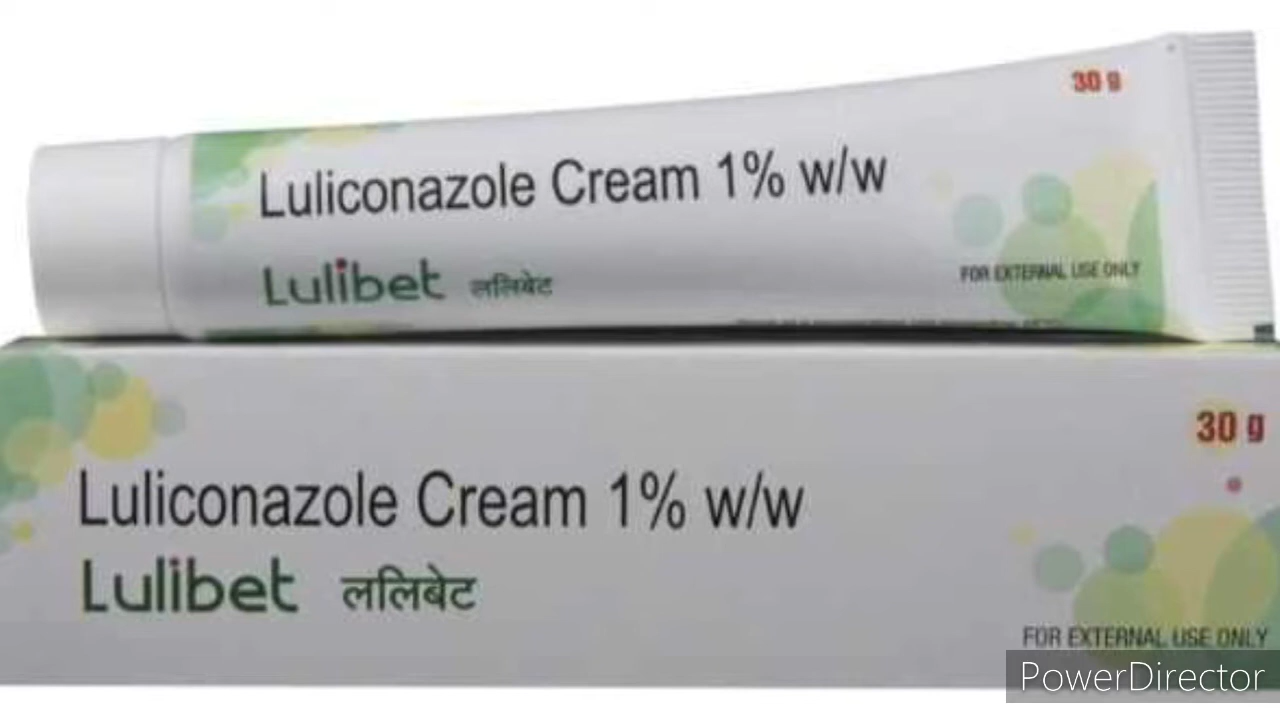 30 g
Luliconazole Cream 1% w/w
Lulibet ललिबेट
FOR EXTERNAL USE ONLY
30 g
Luliconazole Cream 1% w/w
Lulibet ललिबेट
FOR EXTERNAL USE ONLY
PowerDirector